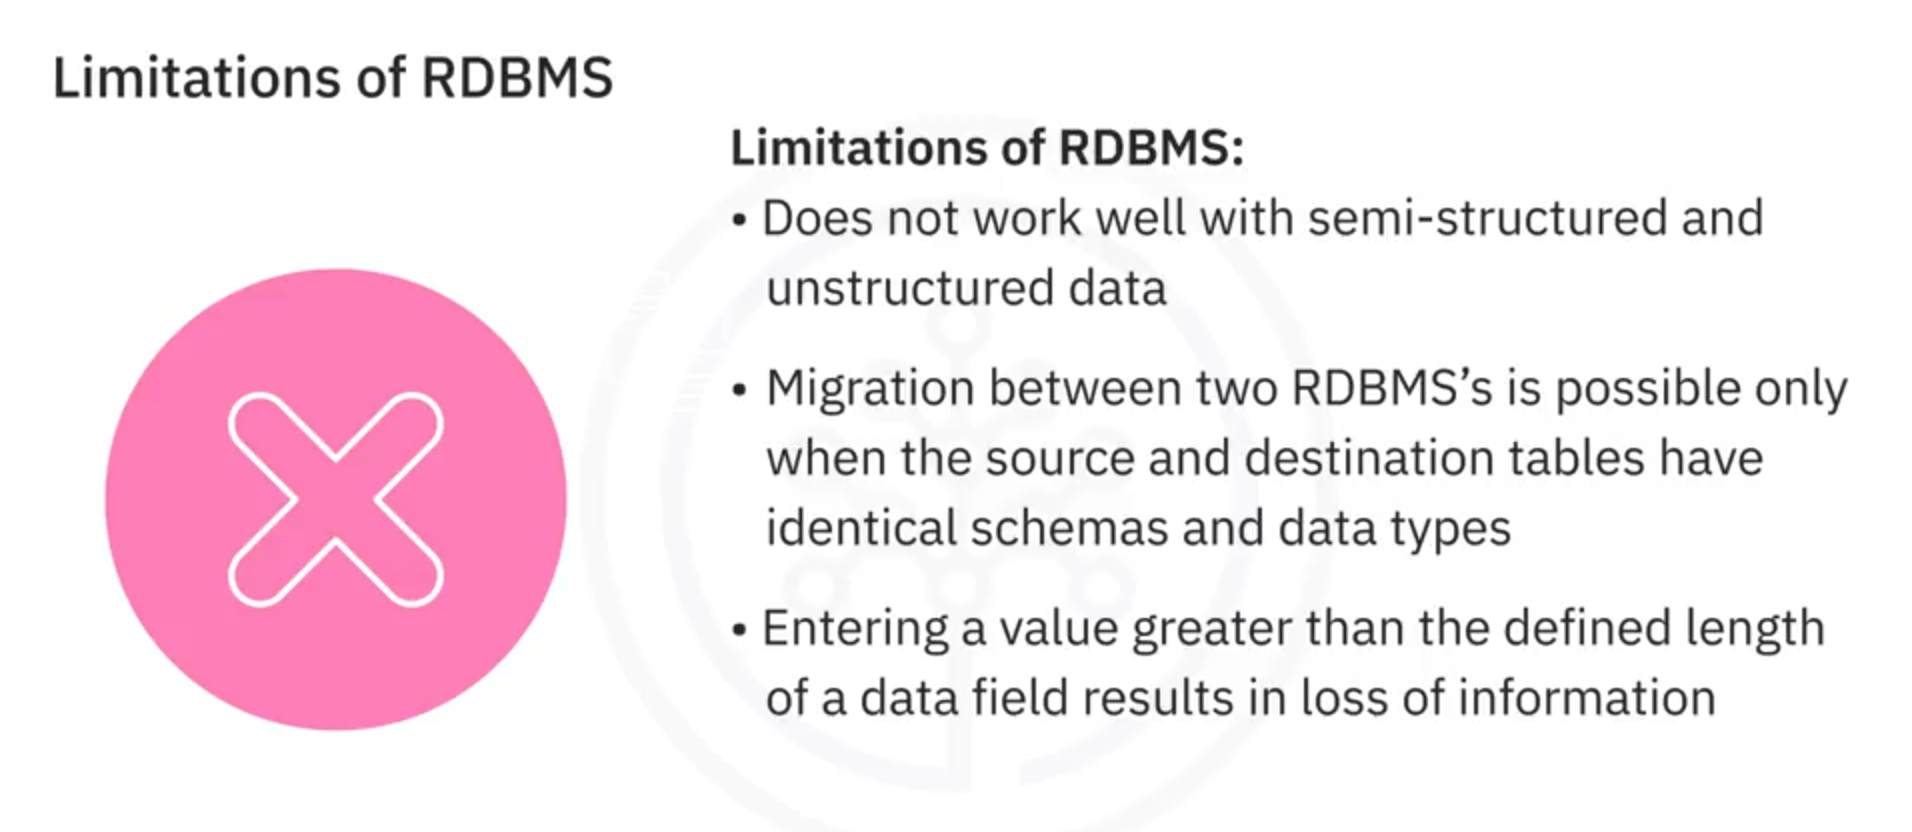 Limitations of RDBMS
Limitations of RDBMS:
• Does not work well with semi-structured and
unstructured data
• Migration between two RDBMS’s is possible only
when the source and destination tables have
identical schemas and data types
• Entering a value greater than the defined length
of a data field results in loss of information